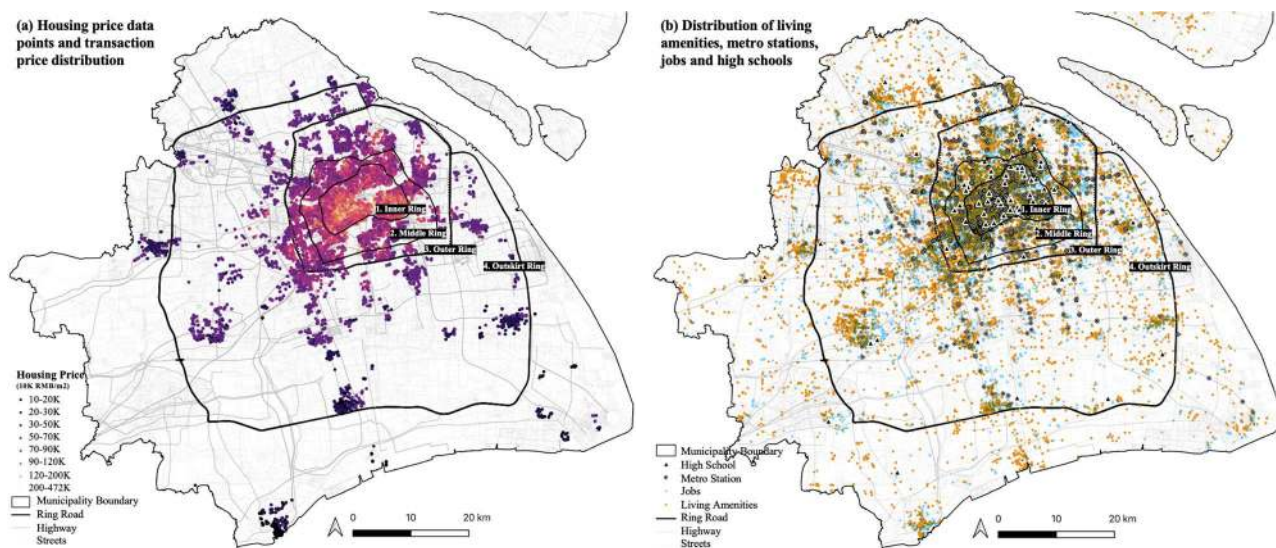 (a) Housing price data
points and transaction
price distribution
1. Inner Ring
2. Middle Ring
3. Outer Ring
4. Outskirt Ring
Housing Price
(10K RMB/m2)
10-20K
20-30K
30-50K
50-70K
70-90K
90-120K
120-200K
200-472K
Municipality Boundary
Ring Road
Highway
Streets
0 10 20 km
(b) Distribution of living
amenities, metro stations,
jobs and high schools
1. Inner Ring
2. Middle Ring
3. Outer Ring
4. Outskirt Ring
Municipality Boundary
High School
Metro Station
Jobs
Living Amenities
Ring Road
Highway
Streets
0 10 20 km